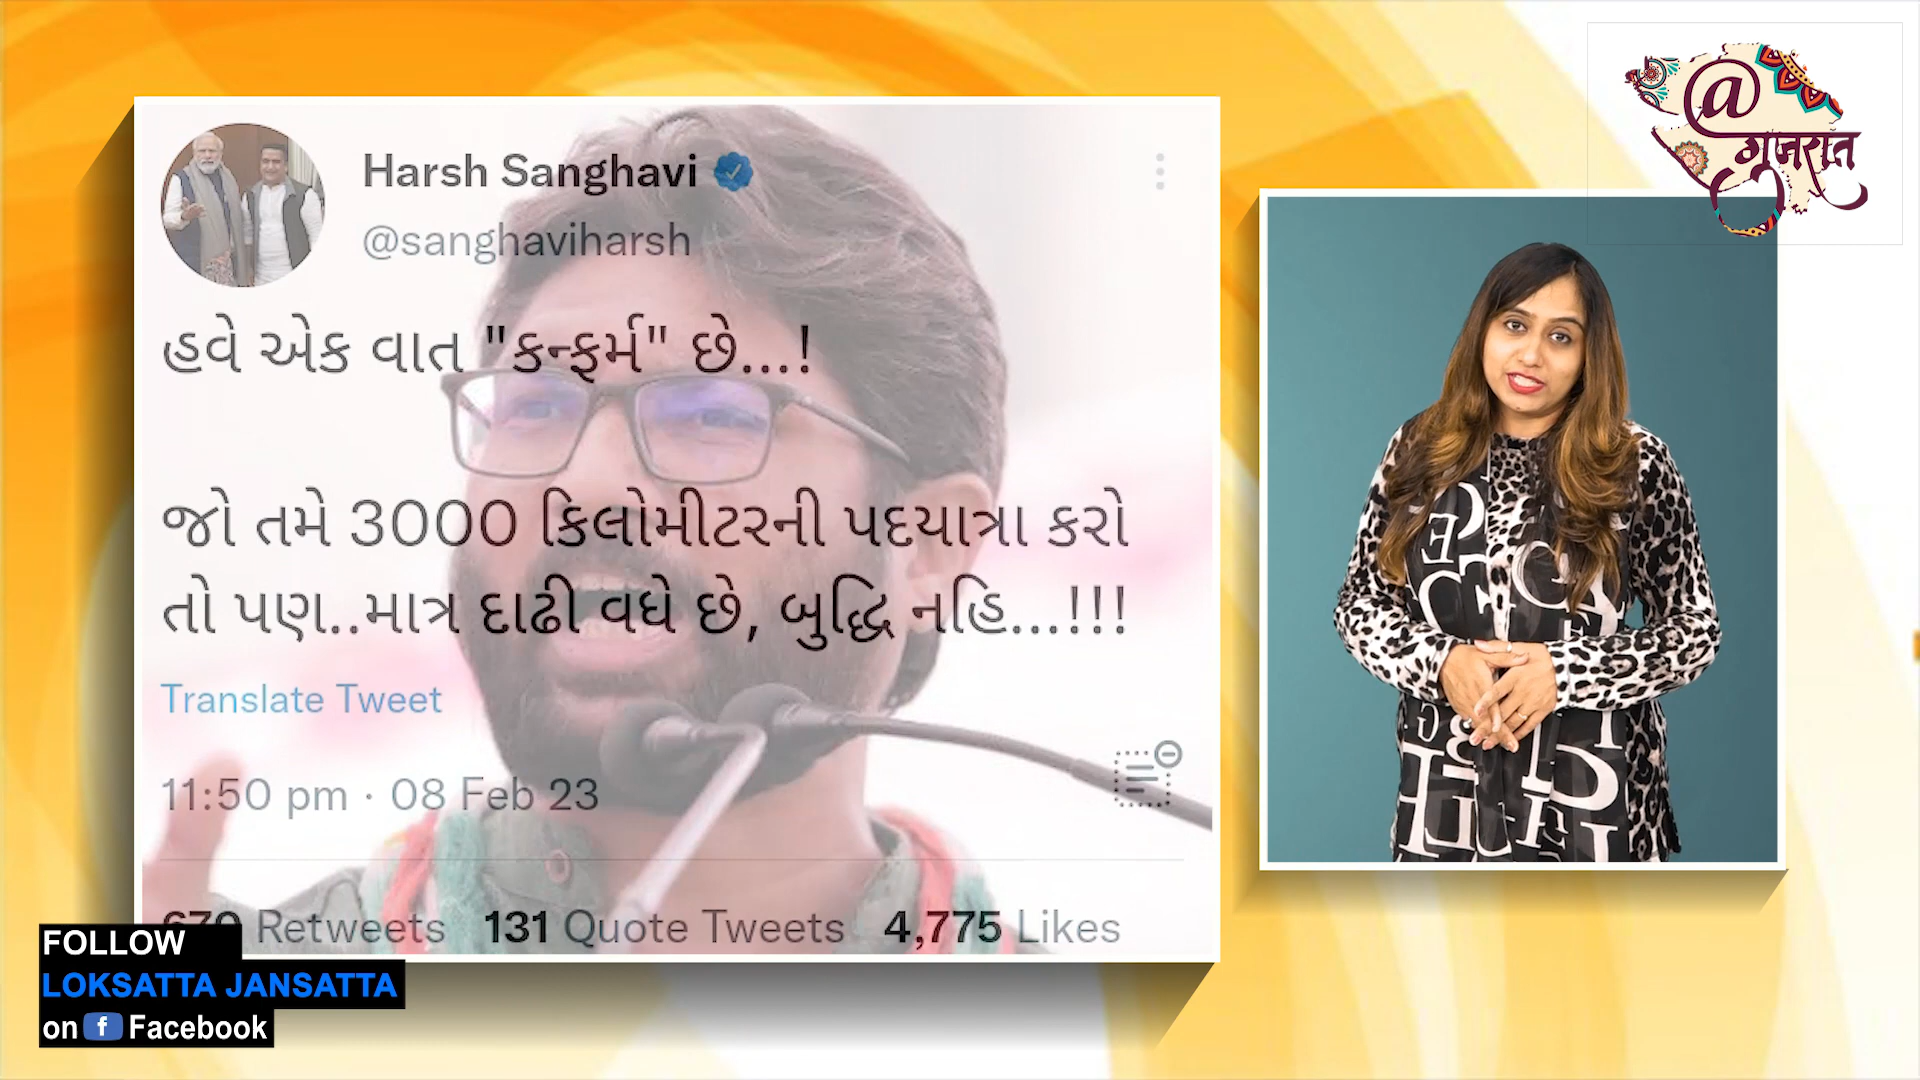 Harsh Sanghavi
@sanghaviharsh
હવે એક વાત "કન્ફર્મ" છે...!
જો તમે 3000 કિલોમીટરની પદયાત્રા કરો
તો પણ..માત્ર દાઢી વધે છે, બુદ્ધિ નહિ...!!!
Translate Tweet
11:50 pm · 08 Feb 23
Retweets 131 Quote Tweets 4,775 Likes
@
ગુજરાત
FOLLOW
LOKSATTA JANSATTA
on f Facebook